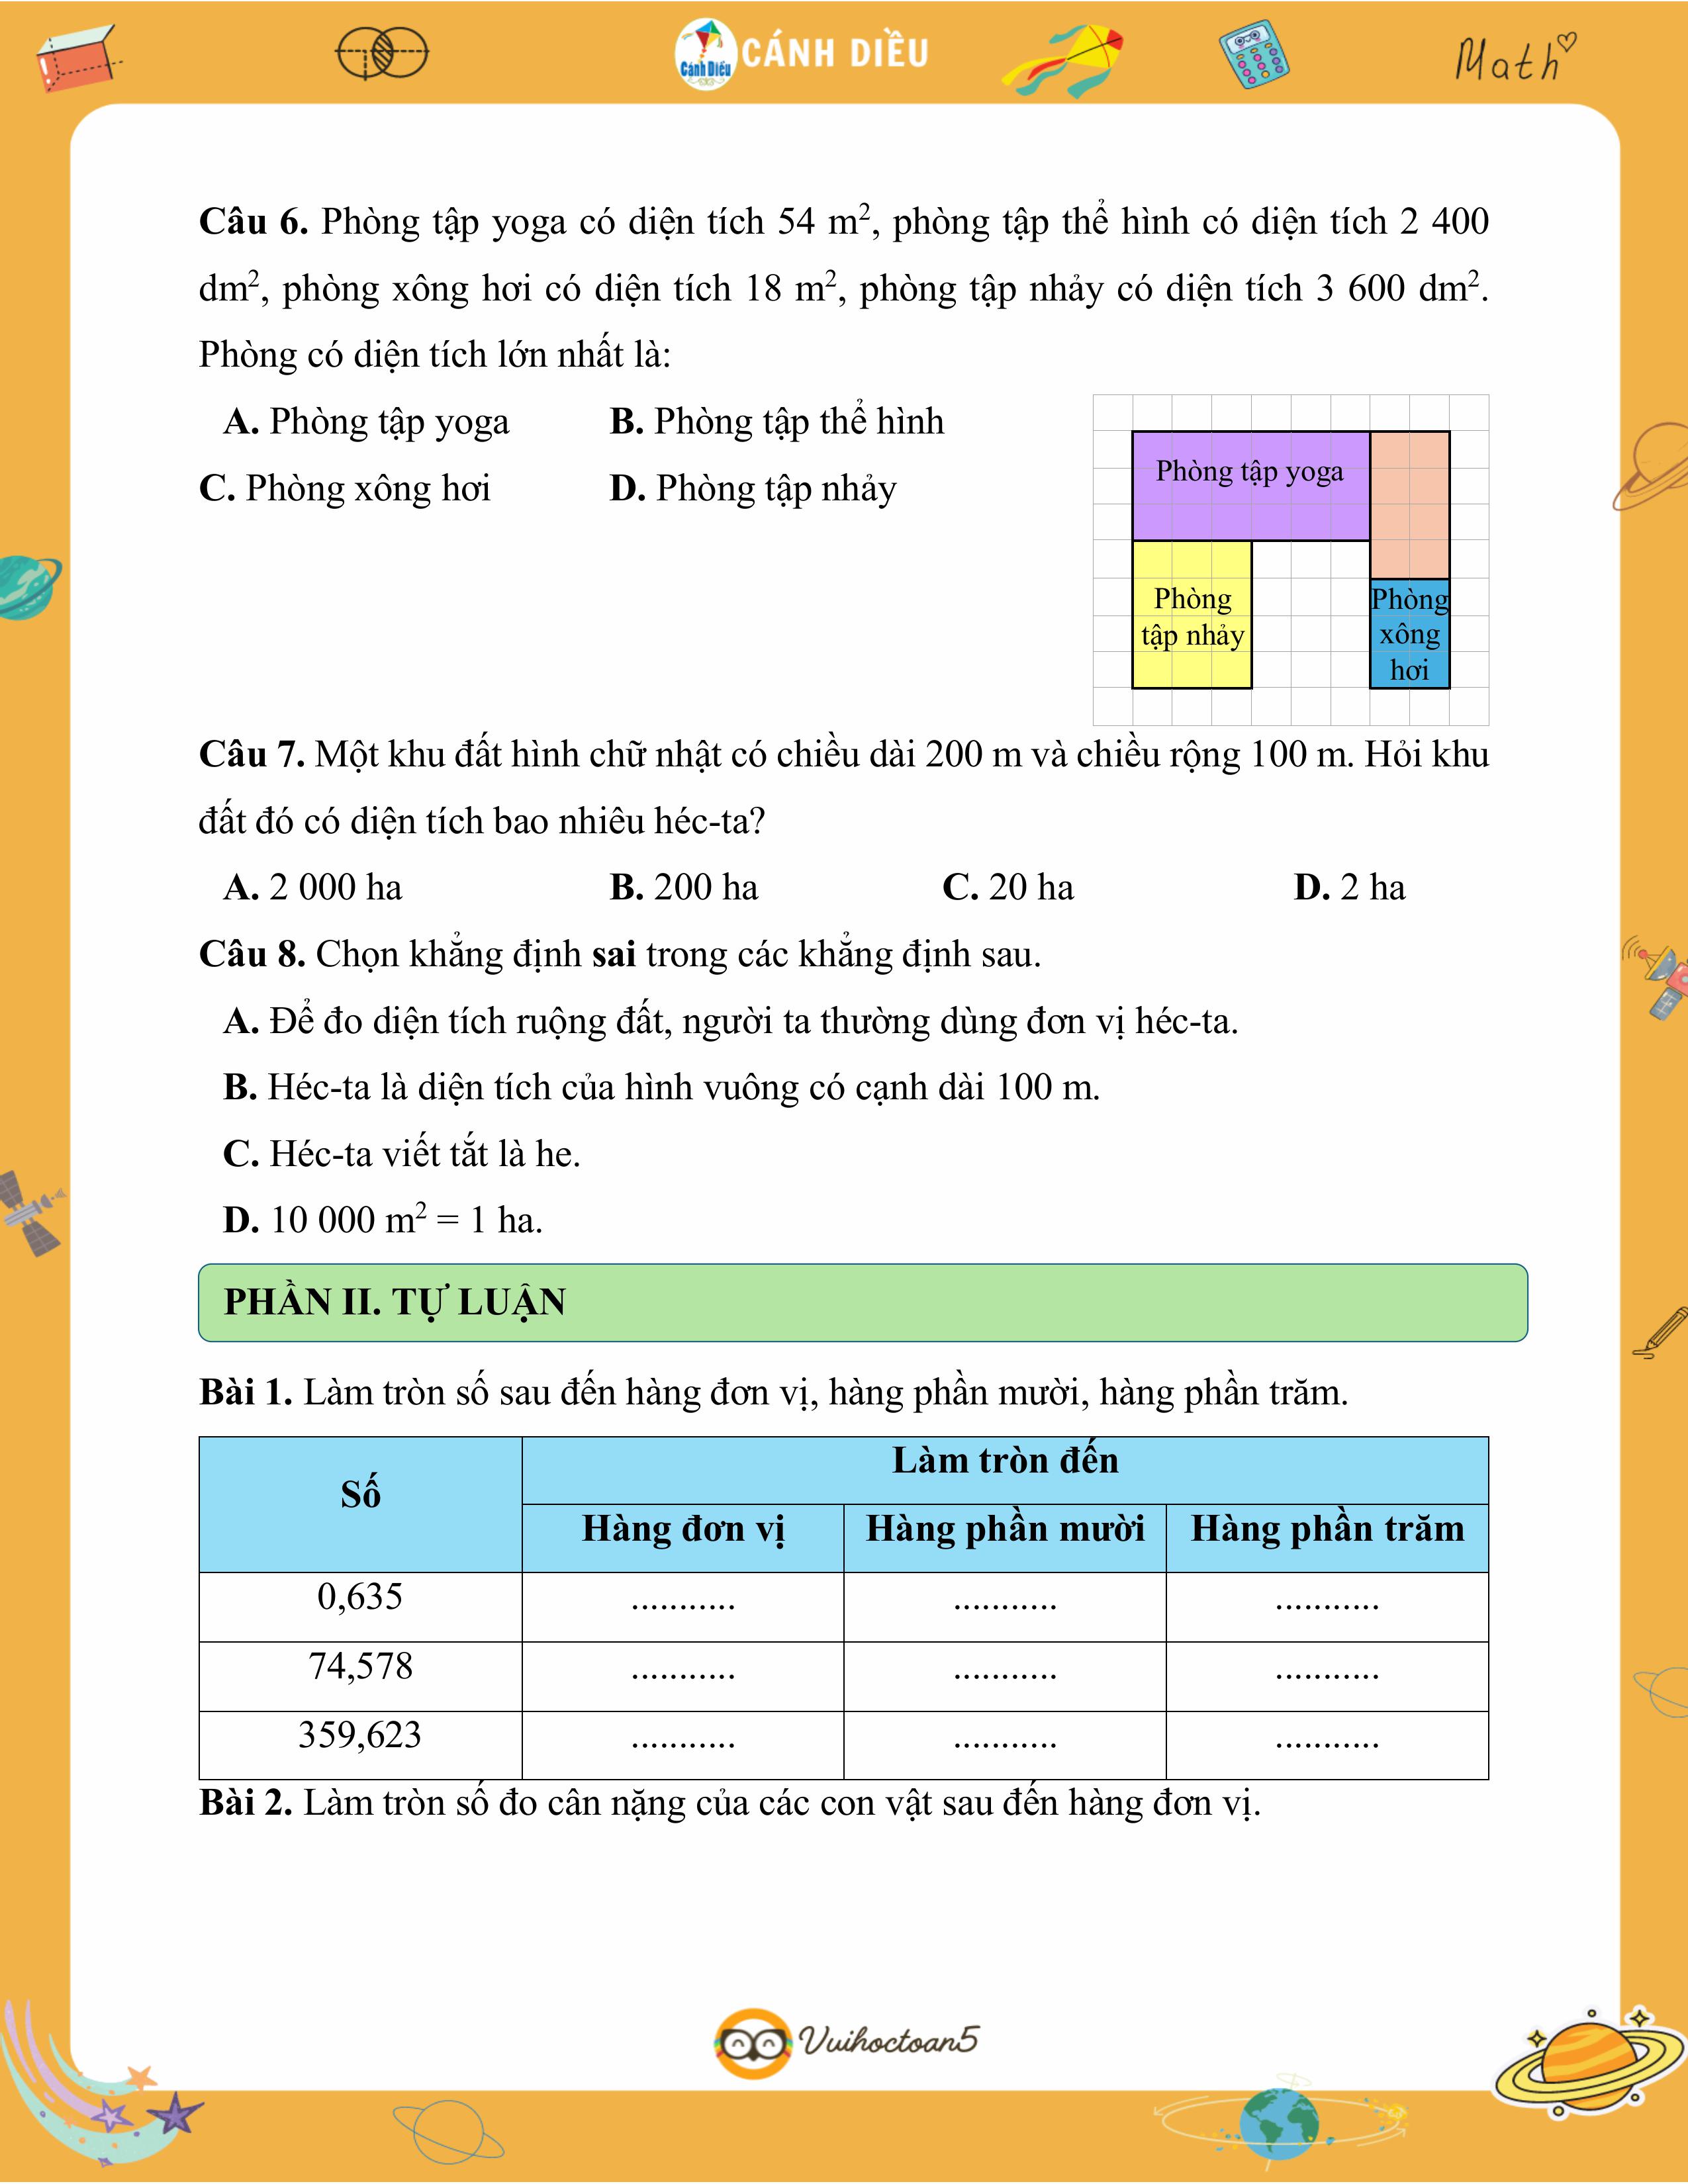 Cánh Diều
CÁNH DIỀU
Math
Câu 6. Phòng tập yoga có diện tích 54 m², phòng tập thể hình có diện tích 2 400
dm², phòng xông hơi có diện tích 18 m², phòng tập nhảy có diện tích 3 600 dm².
Phòng có diện tích lớn nhất là:
A. Phòng tập yoga B. Phòng tập thể hình
C. Phòng xông hơi D. Phòng tập nhảy
Phòng tập yoga
Phòng
tập nhảy
Phòng
xông
hơi
Câu 7. Một khu đất hình chữ nhật có chiều dài 200 m và chiều rộng 100 m. Hỏi khu
đất đó có diện tích bao nhiêu héc-ta?
A. 2 000 ha B. 200 ha C. 20 ha D. 2 ha
Câu 8. Chọn khẳng định sai trong các khẳng định sau.
A. Để đo diện tích ruộng đất, người ta thường dùng đơn vị héc-ta.
B. Héc-ta là diện tích của hình vuông có cạnh dài 100 m.
C. Héc-ta viết tắt là he.
D. 10 000 m² = 1 ha.
PHẦN II. TỰ LUẬN
Bài 1. Làm tròn số sau đến hàng đơn vị, hàng phần mười, hàng phần trăm.
Số Làm tròn đến
Hàng đơn vị Hàng phần mười Hàng phần trăm
0,635 ........... ........... ...........
74,578 ........... ........... ...........
359,623 ........... ........... ...........
Bài 2. Làm tròn số đo cân nặng của các con vật sau đến hàng đơn vị.
Vuihoctoan5